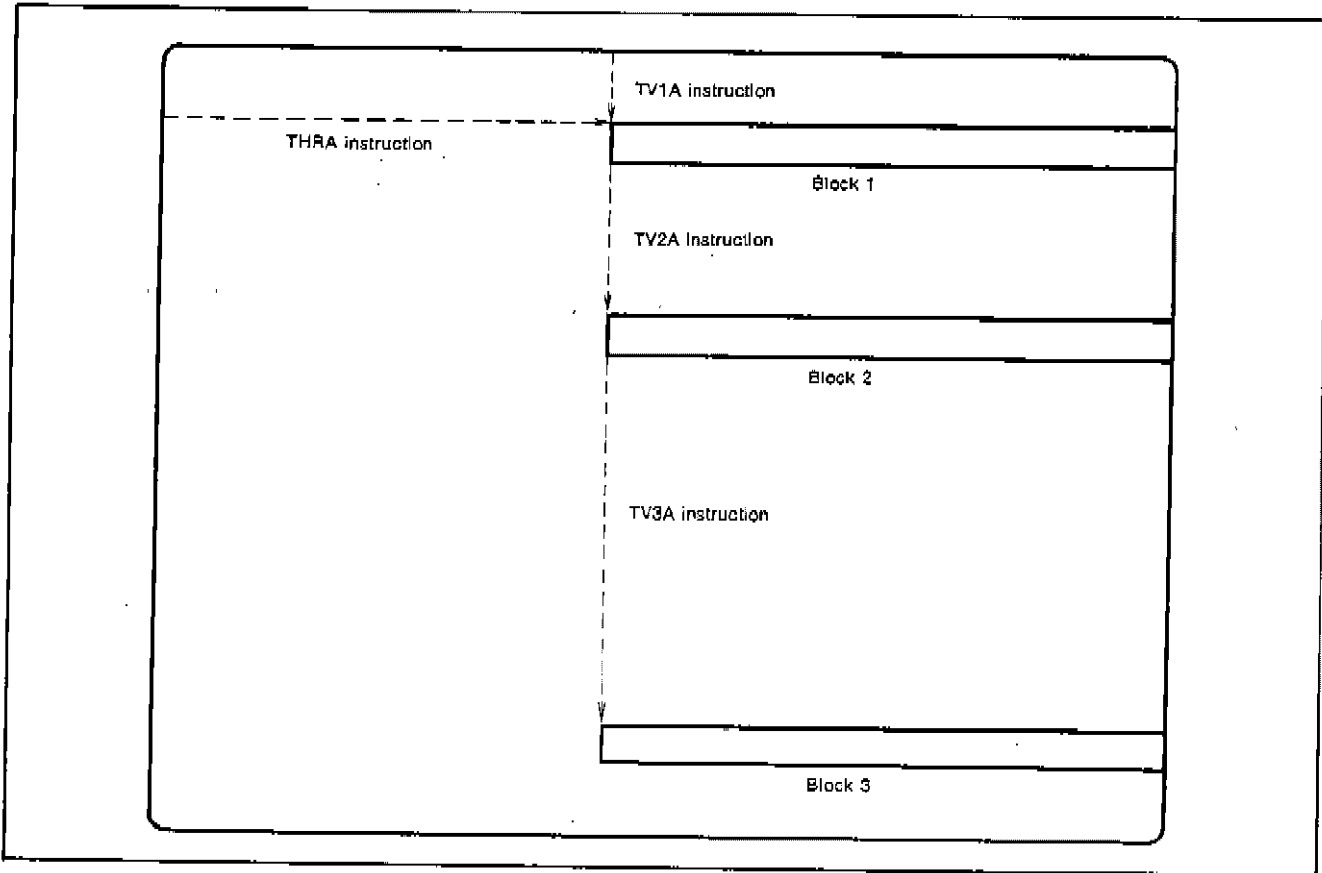 TV1A instruction
THRA instruction
Block 1
TV2A instruction
Block 2
TV3A instruction
Block 3